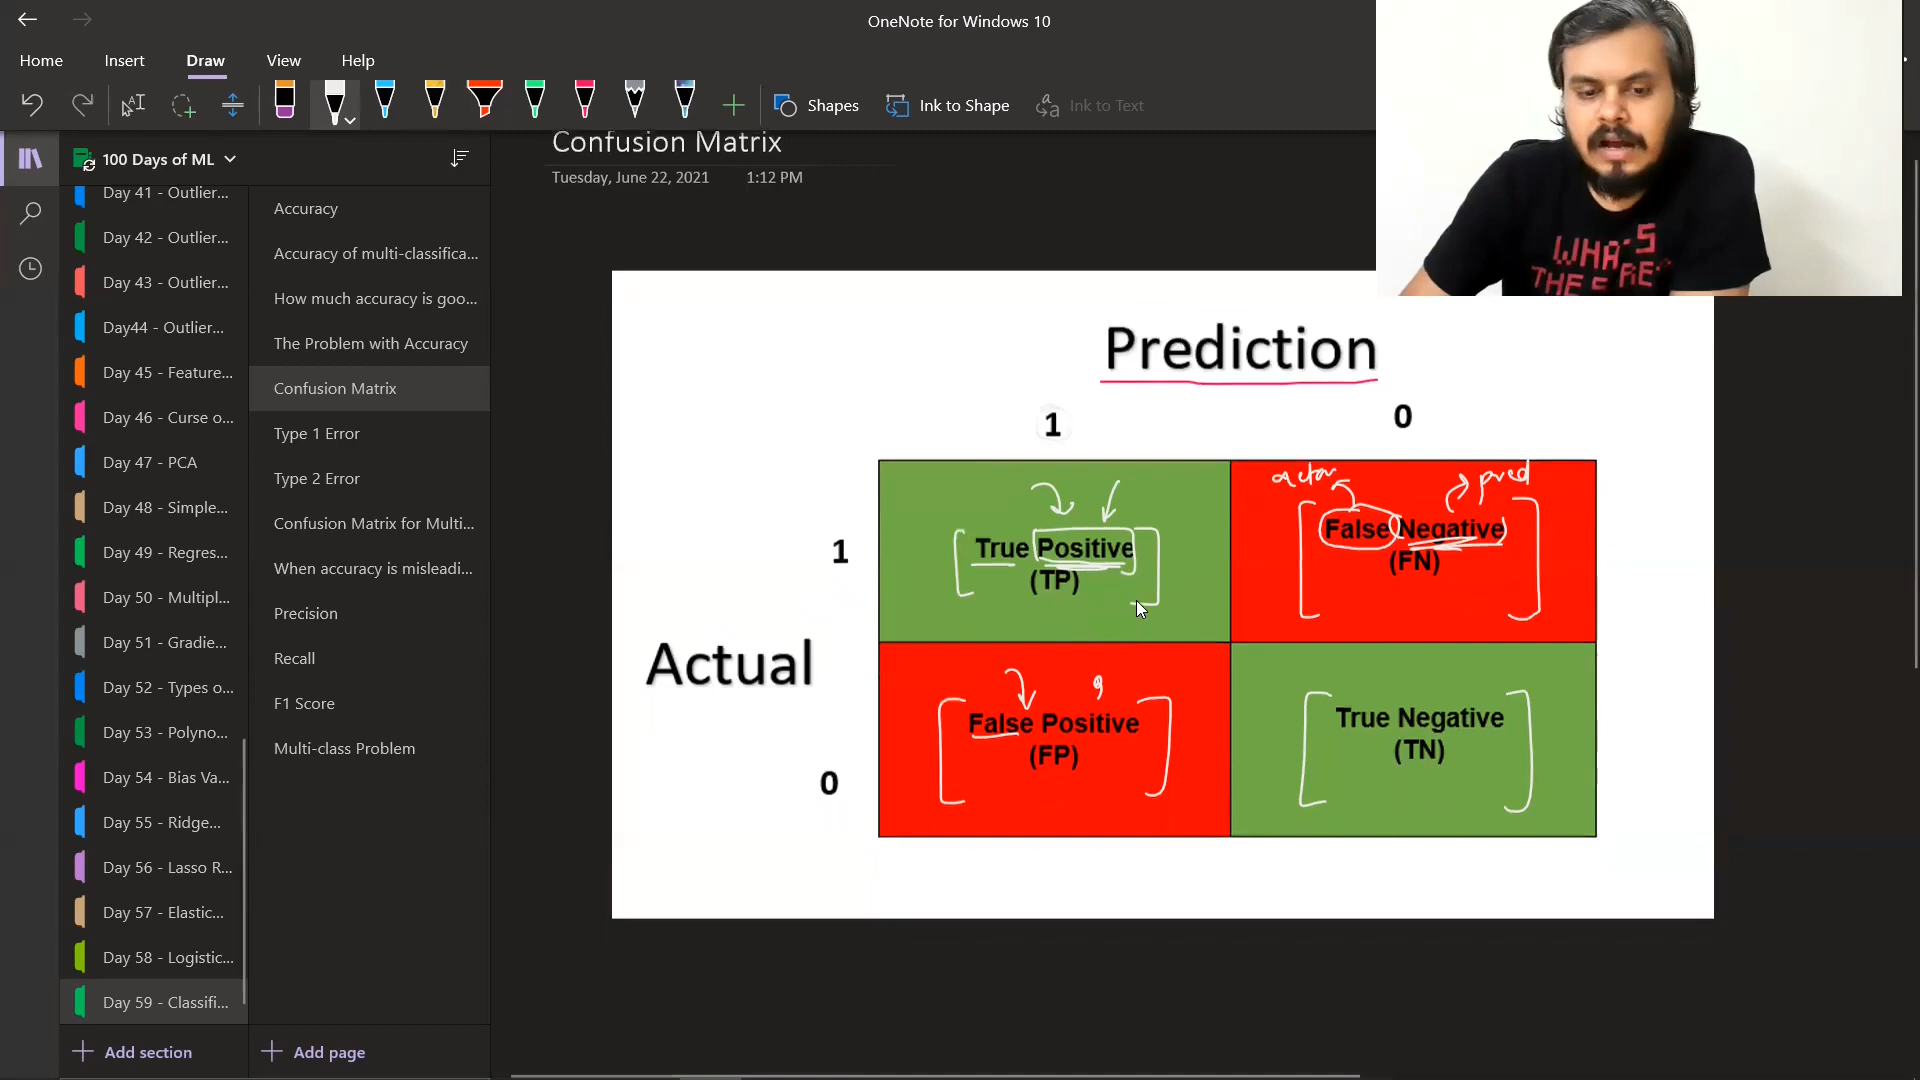 OneNote for Windows 10
Home Insert Draw View Help
Shapes Ink to Shape Ink to Text
100 Days of ML
Day 41 - Outlier...
Day 42 - Outlier...
Day 43 - Outlier...
Day44 - Outlier...
Day 45 - Feature...
Day 46 - Curse o...
Day 47 - PCA
Day 48 - Simple...
Day 49 - Regres...
Day 50 - Multipl...
Day 51 - Gradie...
Day 52 - Types o...
Day 53 - Polyno...
Day 54 - Bias Va...
Day 55 - Ridge...
Day 56 - Lasso R...
Day 57 - Elastic...
Day 58 - Logistic...
Day 59 - Classifi...
Add section
Accuracy
Accuracy of multi-classifica...
How much accuracy is goo...
The Problem with Accuracy
Confusion Matrix
Type 1 Error
Type 2 Error
Confusion Matrix for Multi...
When accuracy is misleadi...
Precision
Recall
F1 Score
Multi-class Problem
Add page
Confusion Matrix
Tuesday, June 22, 2021 1:12 PM
WHA'S
Prediction
1 0
pred
1
True Positive
(TP)
False Negative
(FN)
Actual
0
False Positive
(FP)
True Negative
(TN)